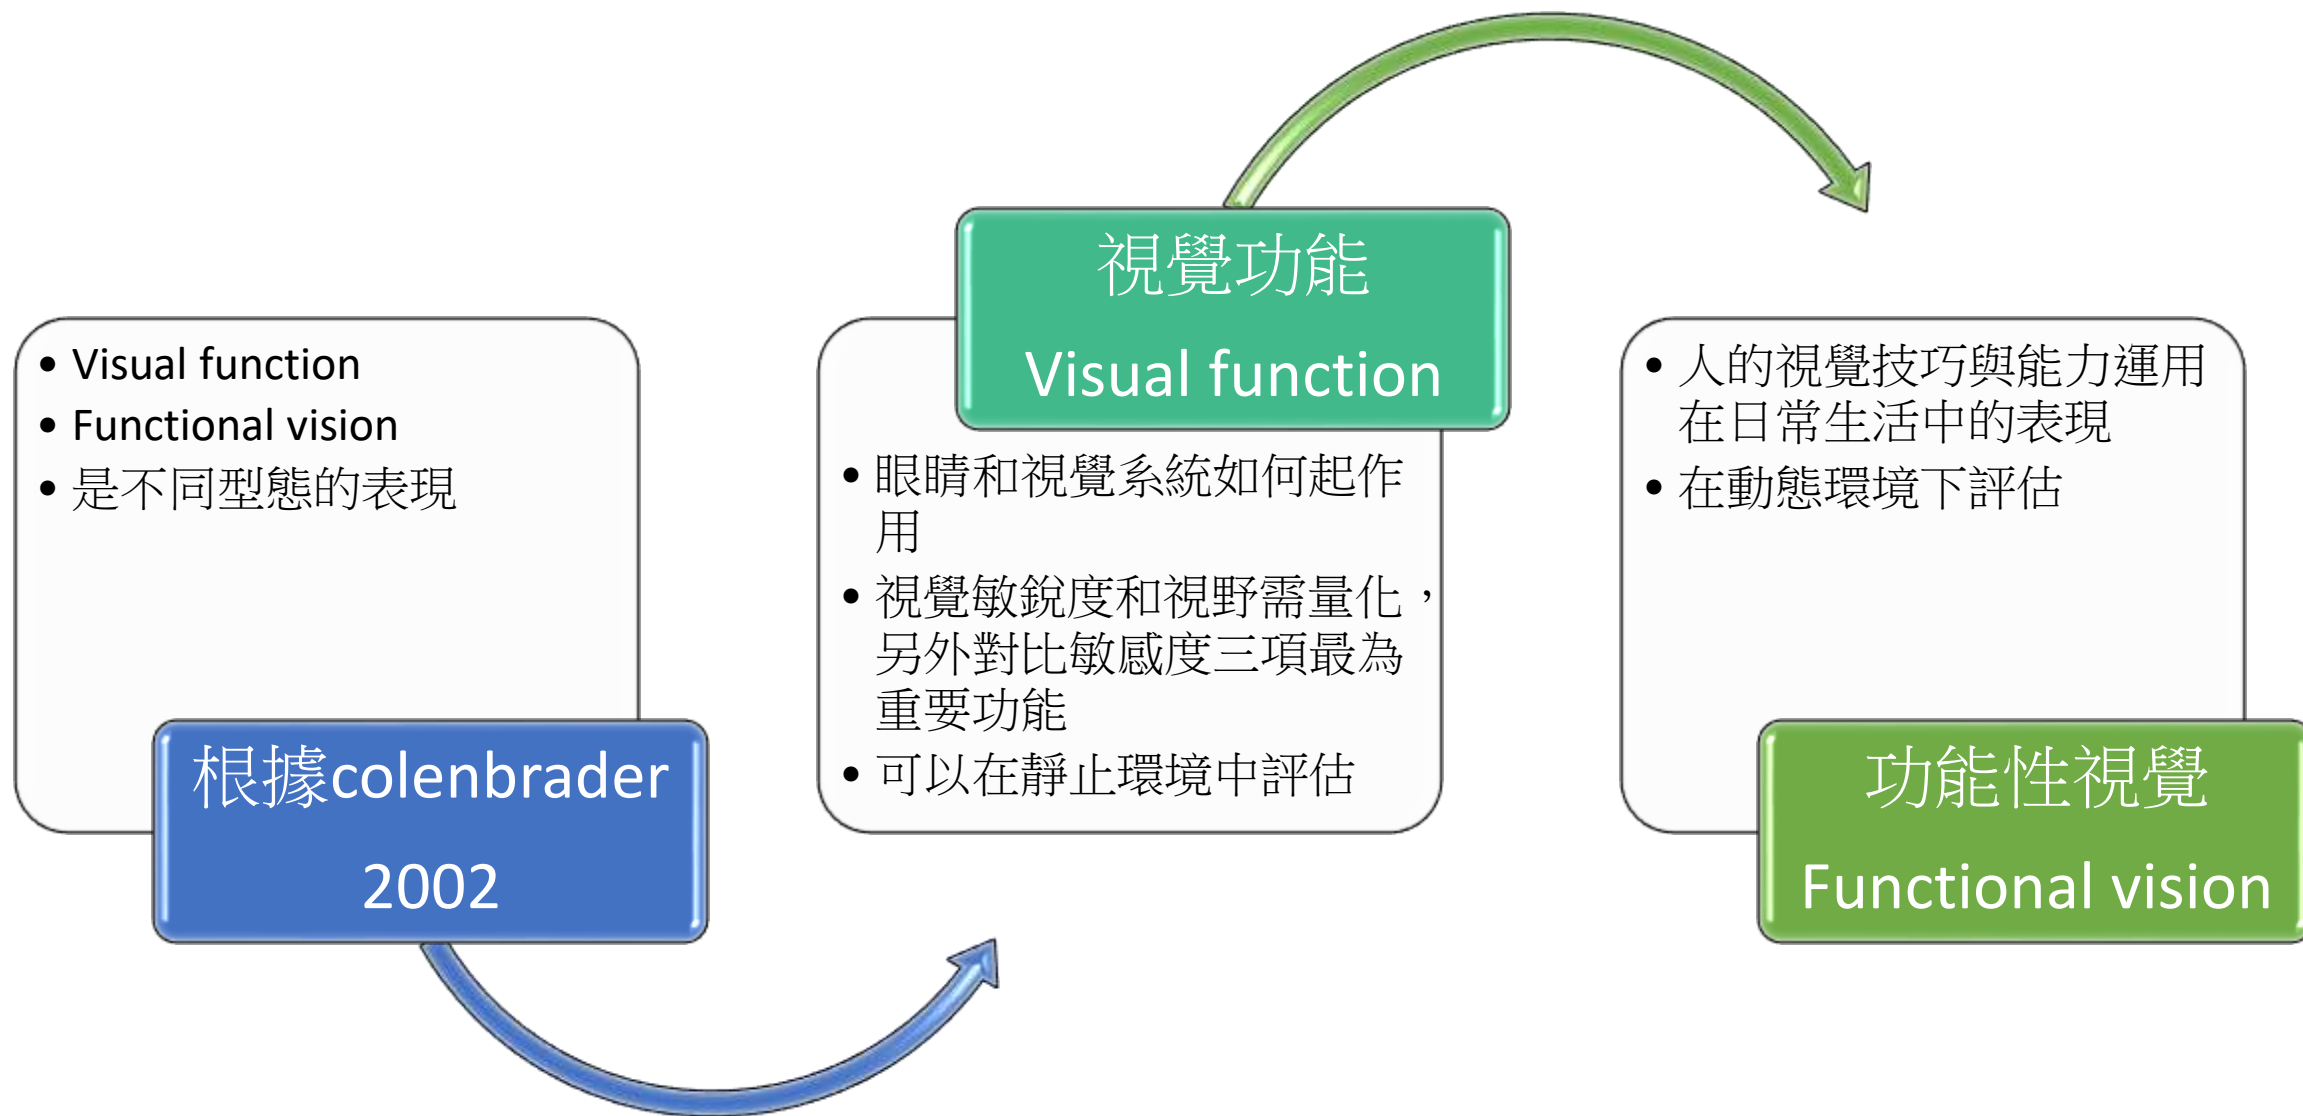 • Visual function
• Functional vision
• 是不同型態的表現
根據colenbrader
2002
視覺功能
Visual function
• 眼睛和視覺系統如何起作
用
• 視覺敏銳度和視野需量化，
另外對比敏感度三項最為
重要功能
• 可以在靜止環境中評估
• 人的視覺技巧與能力運用
在日常生活中的表現
• 在動態環境下評估
功能性視覺
Functional vision